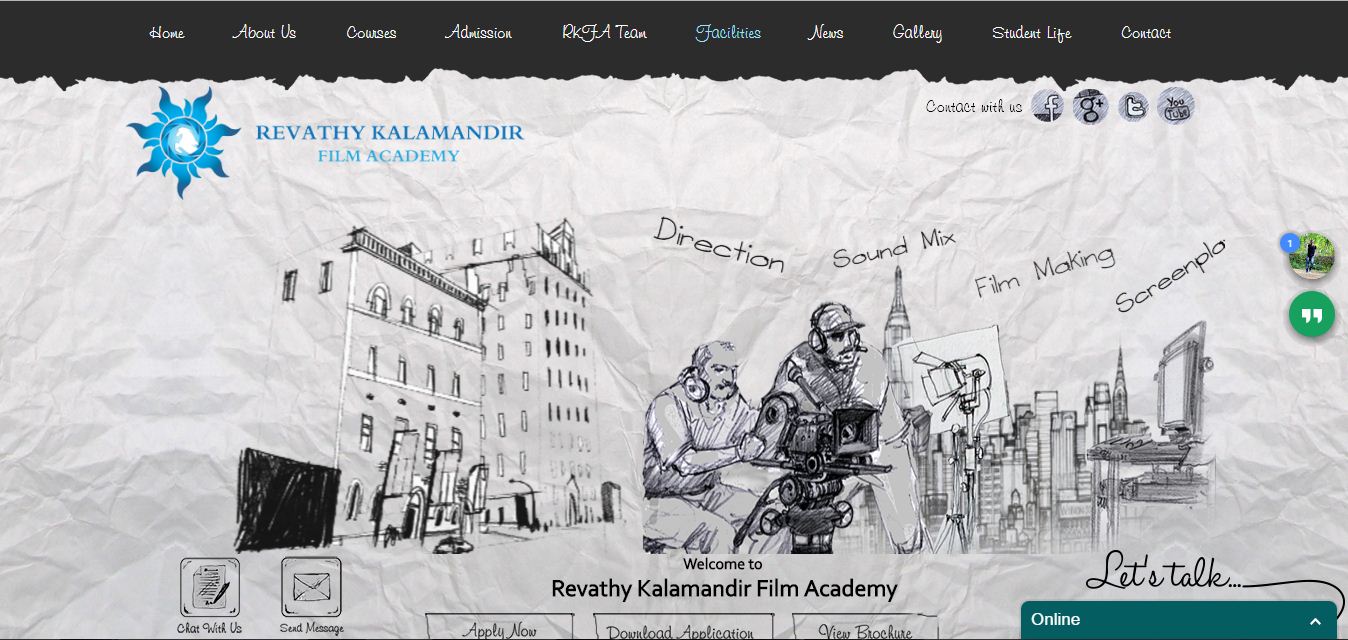 Home About Us Courses Admission RKFA Team Facilities News Gallery Student Life Contact
Contact with us f g+ t You Tube
REVATHY KALAMANDIR
FILM ACADEMY
Direction
Sound Mix
Film Making
Screenpla
1
Welcome to
Revathy Kalamandir Film Academy
Let's talk...
Chat With Us
Send Message
Apply Now
Download Application
View Brochure
Online